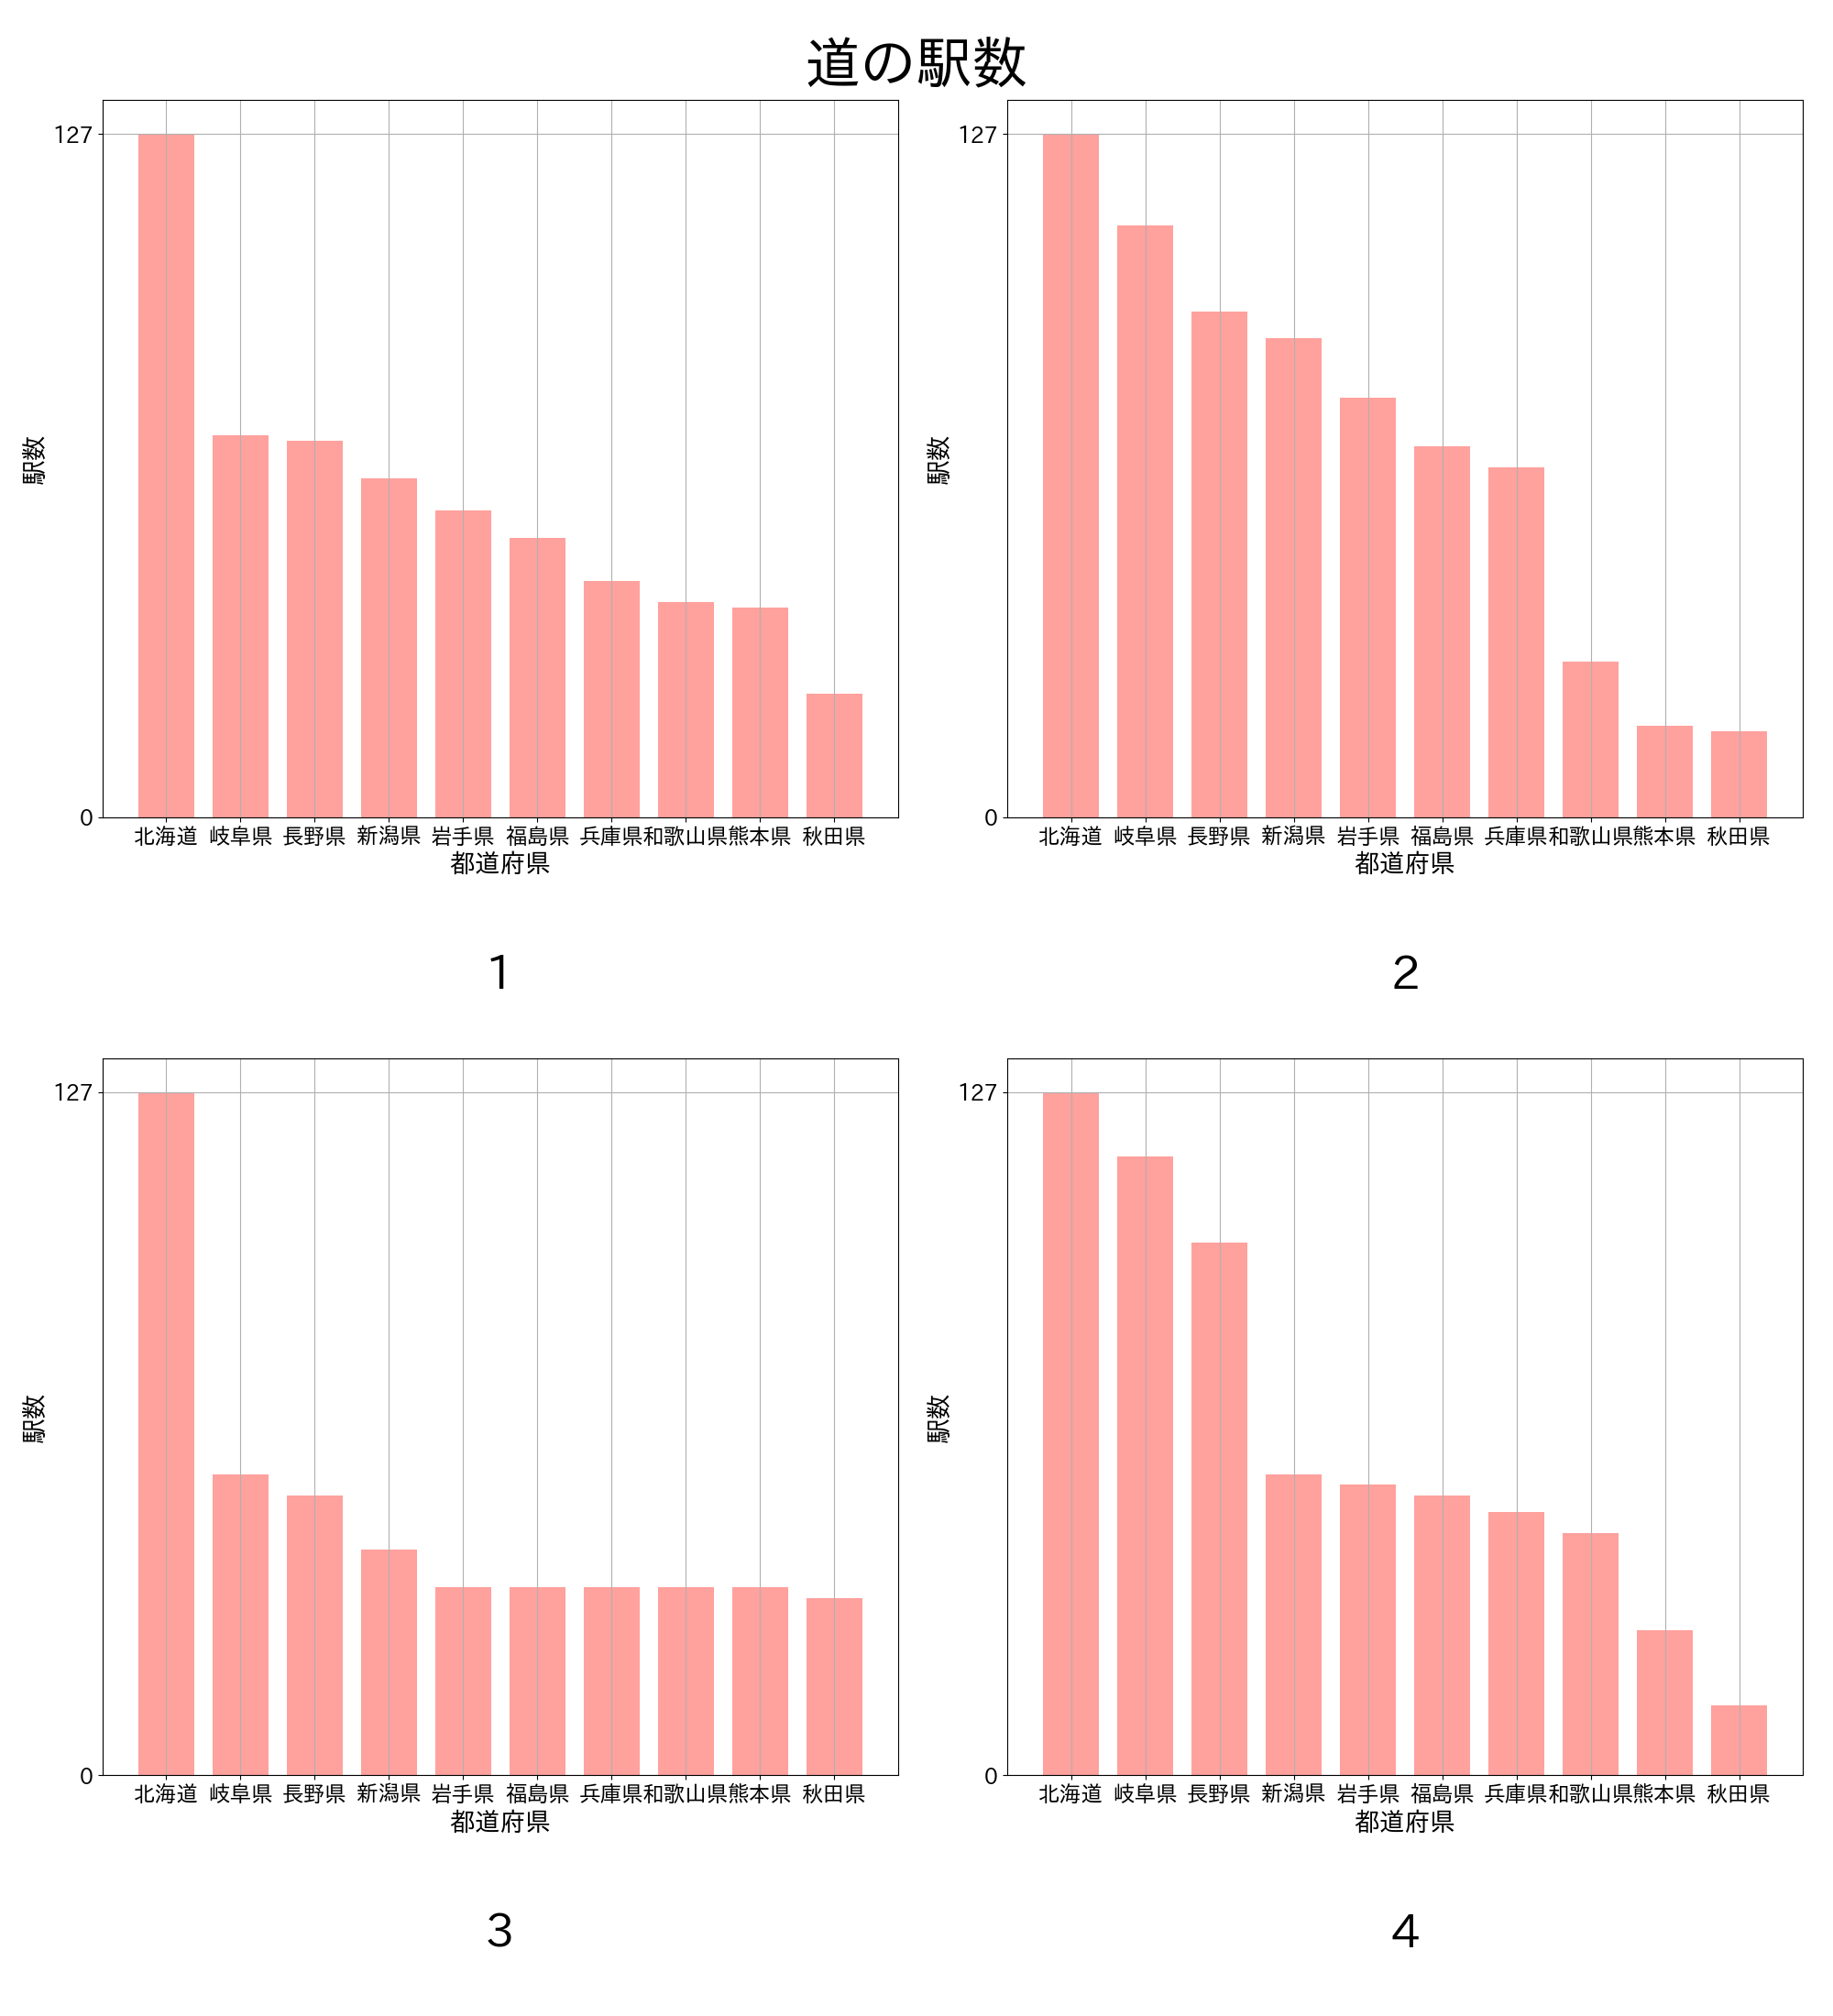 道の駅数
127
駅数
0
北海道 岐阜県 長野県 新潟県 岩手県 福島県 兵庫県 和歌山県 熊本県 秋田県
都道府県
1
127
駅数
0
北海道 岐阜県 長野県 新潟県 岩手県 福島県 兵庫県 和歌山県 熊本県 秋田県
都道府県
2
127
駅数
0
北海道 岐阜県 長野県 新潟県 岩手県 福島県 兵庫県 和歌山県 熊本県 秋田県
都道府県
3
127
駅数
0
北海道 岐阜県 長野県 新潟県 岩手県 福島県 兵庫県 和歌山県 熊本県 秋田県
都道府県
4